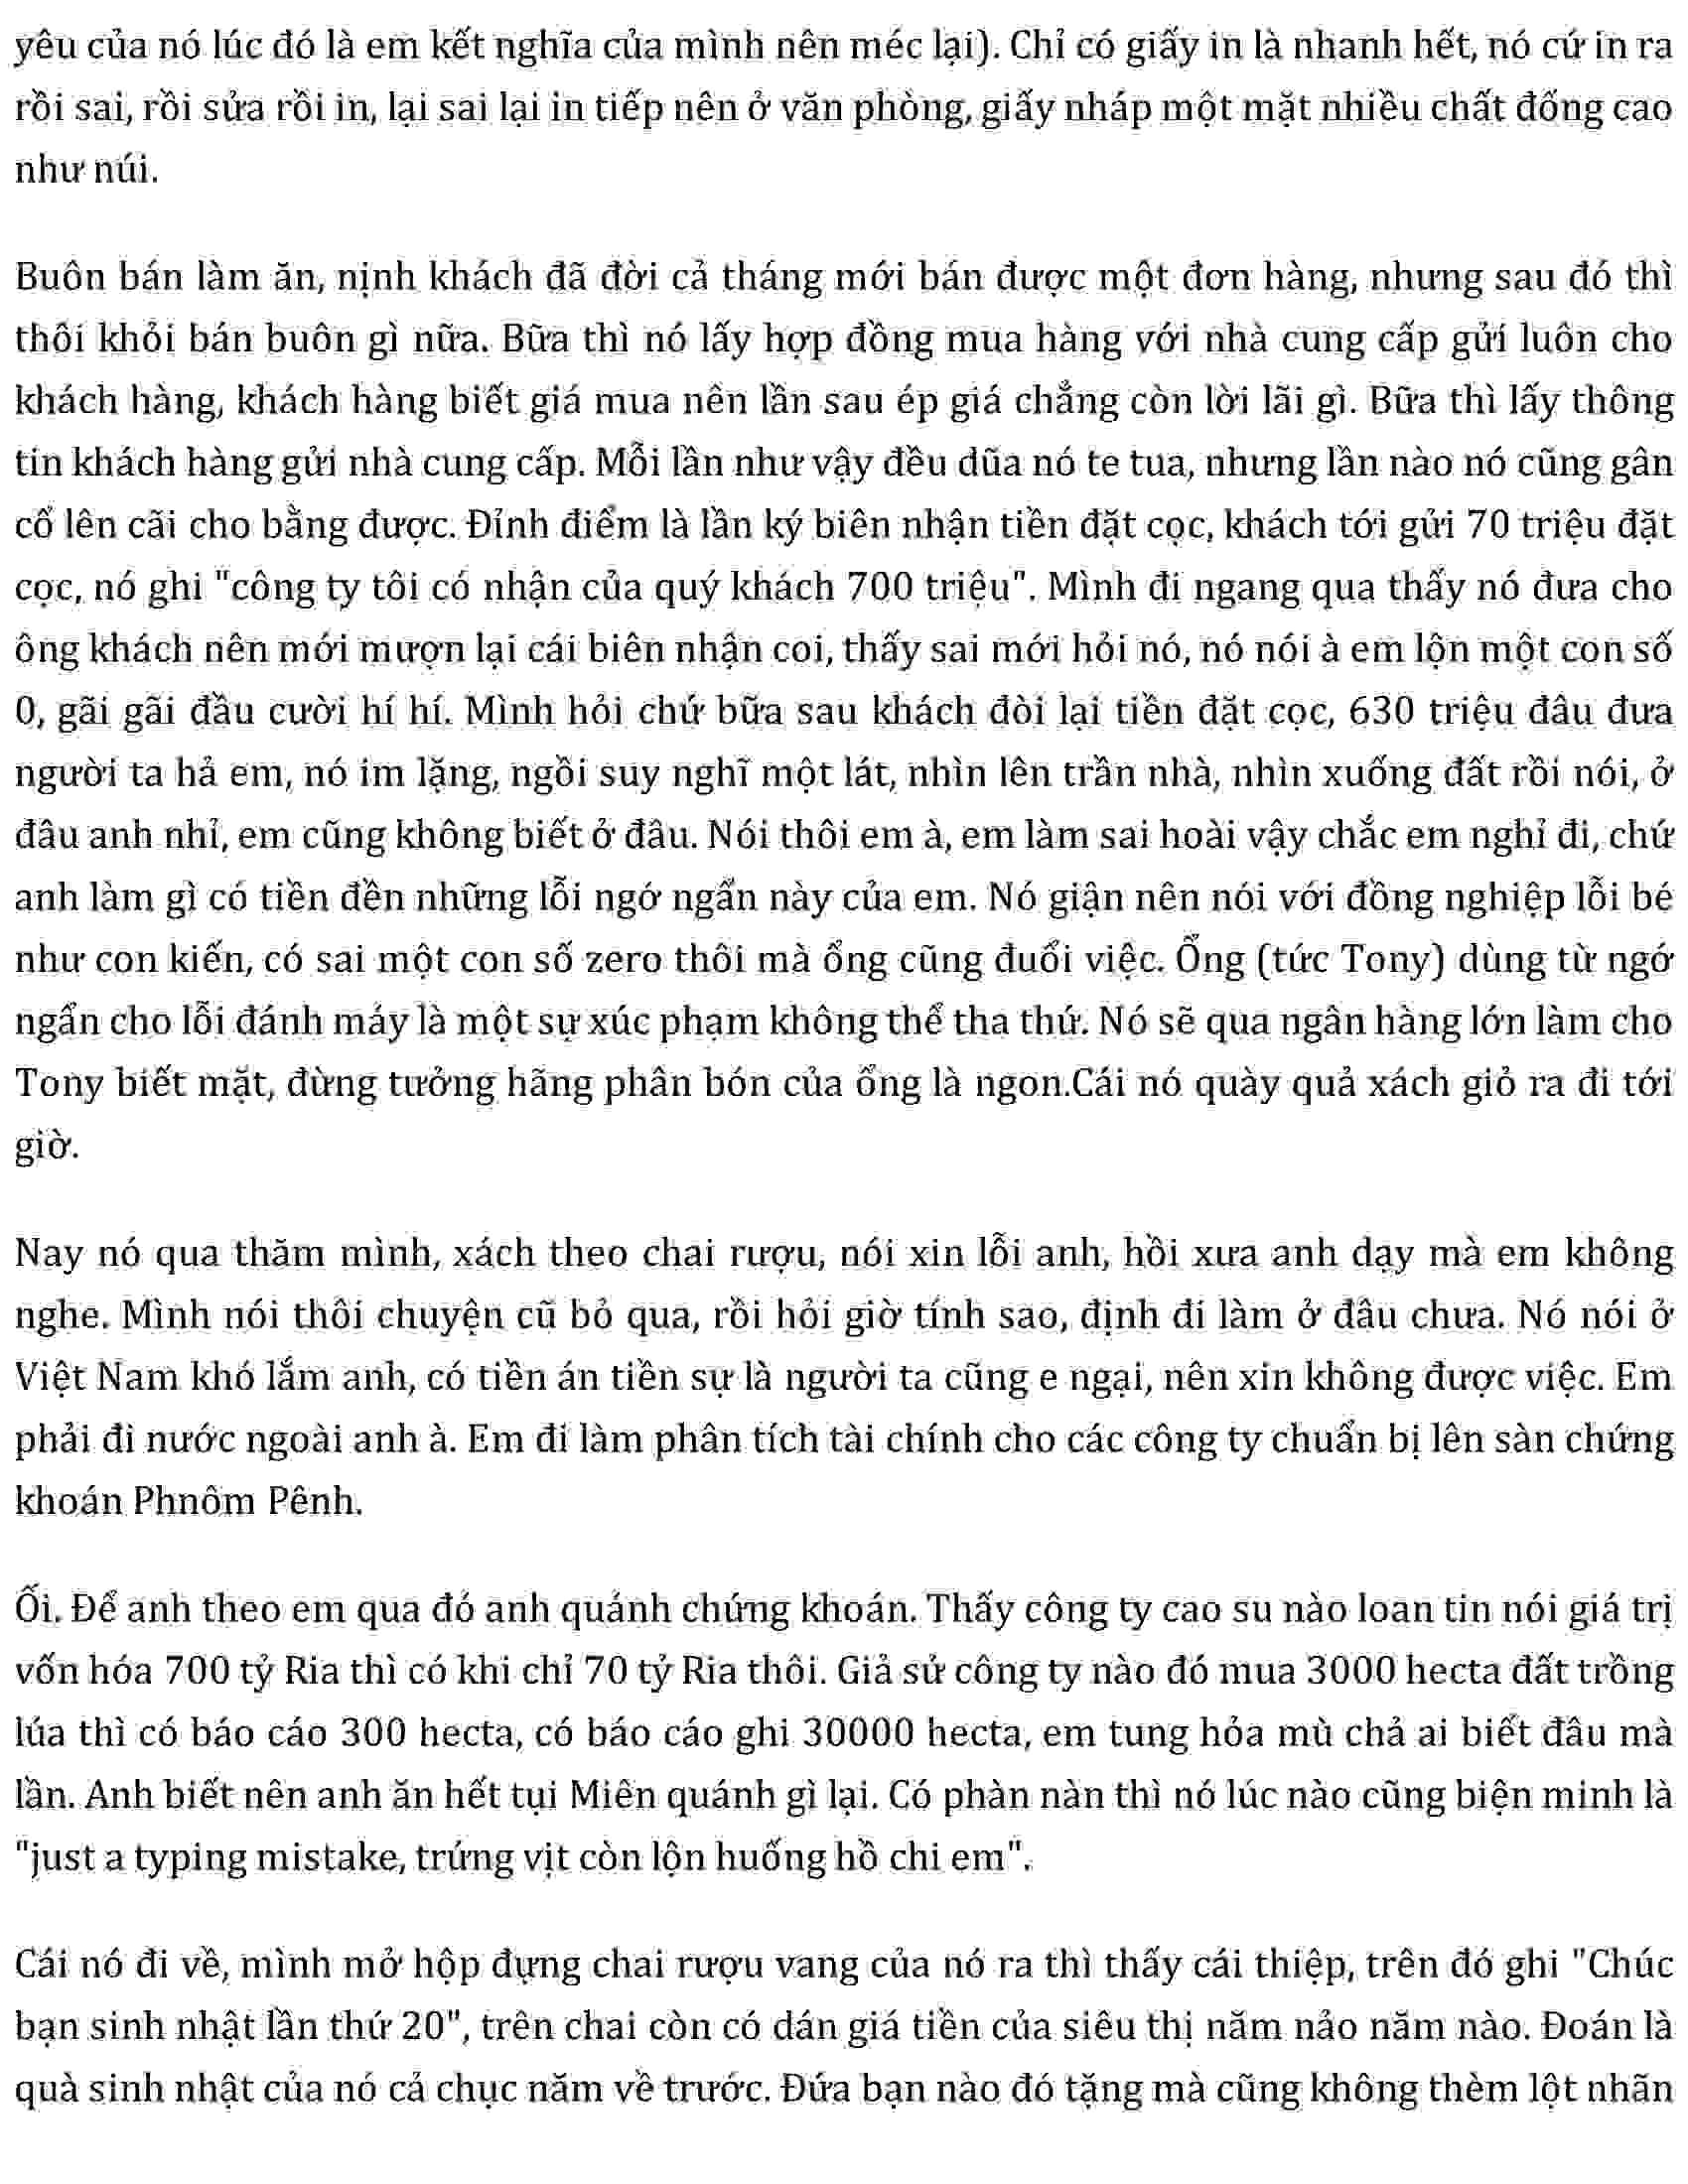 yêu của nó lúc đó là em kết nghĩa của mình nên méc lại). Chỉ có giấy in là nhanh hết, nó cứ in ra
rồi sai, rồi sửa rồi in, lại sai lại in tiếp nên ở văn phòng, giấy nháp một mặt nhiều chất đống cao
như núi.
Buôn bán làm ăn, nịnh khách đã đời cả tháng mới bán được một đơn hàng, nhưng sau đó thì
thôi khỏi bán buôn gì nữa. Bữa thì nó lấy hợp đồng mua hàng với nhà cung cấp gửi luôn cho
khách hàng, khách hàng biết giá mua nên lần sau ép giá chẳng còn lời lãi gì. Bữa thì lấy thông
tin khách hàng gửi nhà cung cấp. Mỗi lần như vậy đều dũa nó te tua, nhưng lần nào nó cũng gân
cổ lên cãi cho bằng được. Đỉnh điểm là lần ký biên nhận tiền đặt cọc, khách tới gửi 70 triệu đặt
cọc, nó ghi "công ty tôi có nhận của quý khách 700 triệu". Mình đi ngang qua thấy nó đưa cho
ông khách nên mới mượn lại cái biên nhận coi, thấy sai mới hỏi nó, nó nói à em lộn một con số
0, gãi gãi đầu cười hí hí. Mình hỏi chứ bữa sau khách đòi lại tiền đặt cọc, 630 triệu đâu đưa
người ta hả em, nó im lặng, ngồi suy nghĩ một lát, nhìn lên trần nhà, nhìn xuống đất rồi nói, ở
đâu anh nhỉ, em cũng không biết ở đâu. Nói thôi em à, em làm sai hoài vậy chắc em nghỉ đi, chứ
anh làm gì có tiền đền những lỗi ngớ ngẩn này của em. Nó giận nên nói với đồng nghiệp lỗi bé
như con kiến, có sai một con số zero thôi mà ổng cũng đuổi việc. Ổng (tức Tony) dùng từ ngớ
ngẩn cho lỗi đánh máy là một sự xúc phạm không thể tha thứ. Nó sẽ qua ngân hàng lớn làm cho
Tony biết mặt, đừng tưởng hãng phân bón của ổng là ngon.Cái nó quày quả xách giỏ ra đi tới
giờ.
Nay nó qua thăm mình, xách theo chai rượu, nói xin lỗi anh, hồi xưa anh dạy mà em không
nghe. Mình nói thôi chuyện cũ bỏ qua, rồi hỏi giờ tính sao, định đi làm ở đâu chưa. Nó nói ở
Việt Nam khó lắm anh, có tiền án tiền sự là người ta cũng e ngại, nên xin không được việc. Em
phải đi nước ngoài anh à. Em đi làm phân tích tài chính cho các công ty chuẩn bị lên sàn chứng
khoán Phnôm Pênh.
Ối. Để anh theo em qua đó anh quánh chứng khoán. Thấy công ty cao su nào loan tin nói giá trị
vốn hóa 700 tỷ Ria thì có khi chỉ 70 tỷ Ria thôi. Giả sử công ty nào đó mua 3000 hecta đất trồng
lúa thì có báo cáo 300 hecta, có báo cáo ghi 30000 hecta, em tung hỏa mù chả ai biết đâu mà
lần. Anh biết nên anh ăn hết tụi Miên quánh gì lại. Có phàn nàn thì nó lúc nào cũng biện minh là
"just a typing mistake, trứng vịt còn lộn huống hồ chi em".
Cái nó đi về, mình mở hộp đựng chai rượu vang của nó ra thì thấy cái thiệp, trên đó ghi "Chúc
bạn sinh nhật lần thứ 20", trên chai còn có dán giá tiền của siêu thị năm nảo năm nào. Đoán là
quà sinh nhật của nó cả chục năm về trước. Đứa bạn nào đó tặng mà cũng không thèm lột nhãn